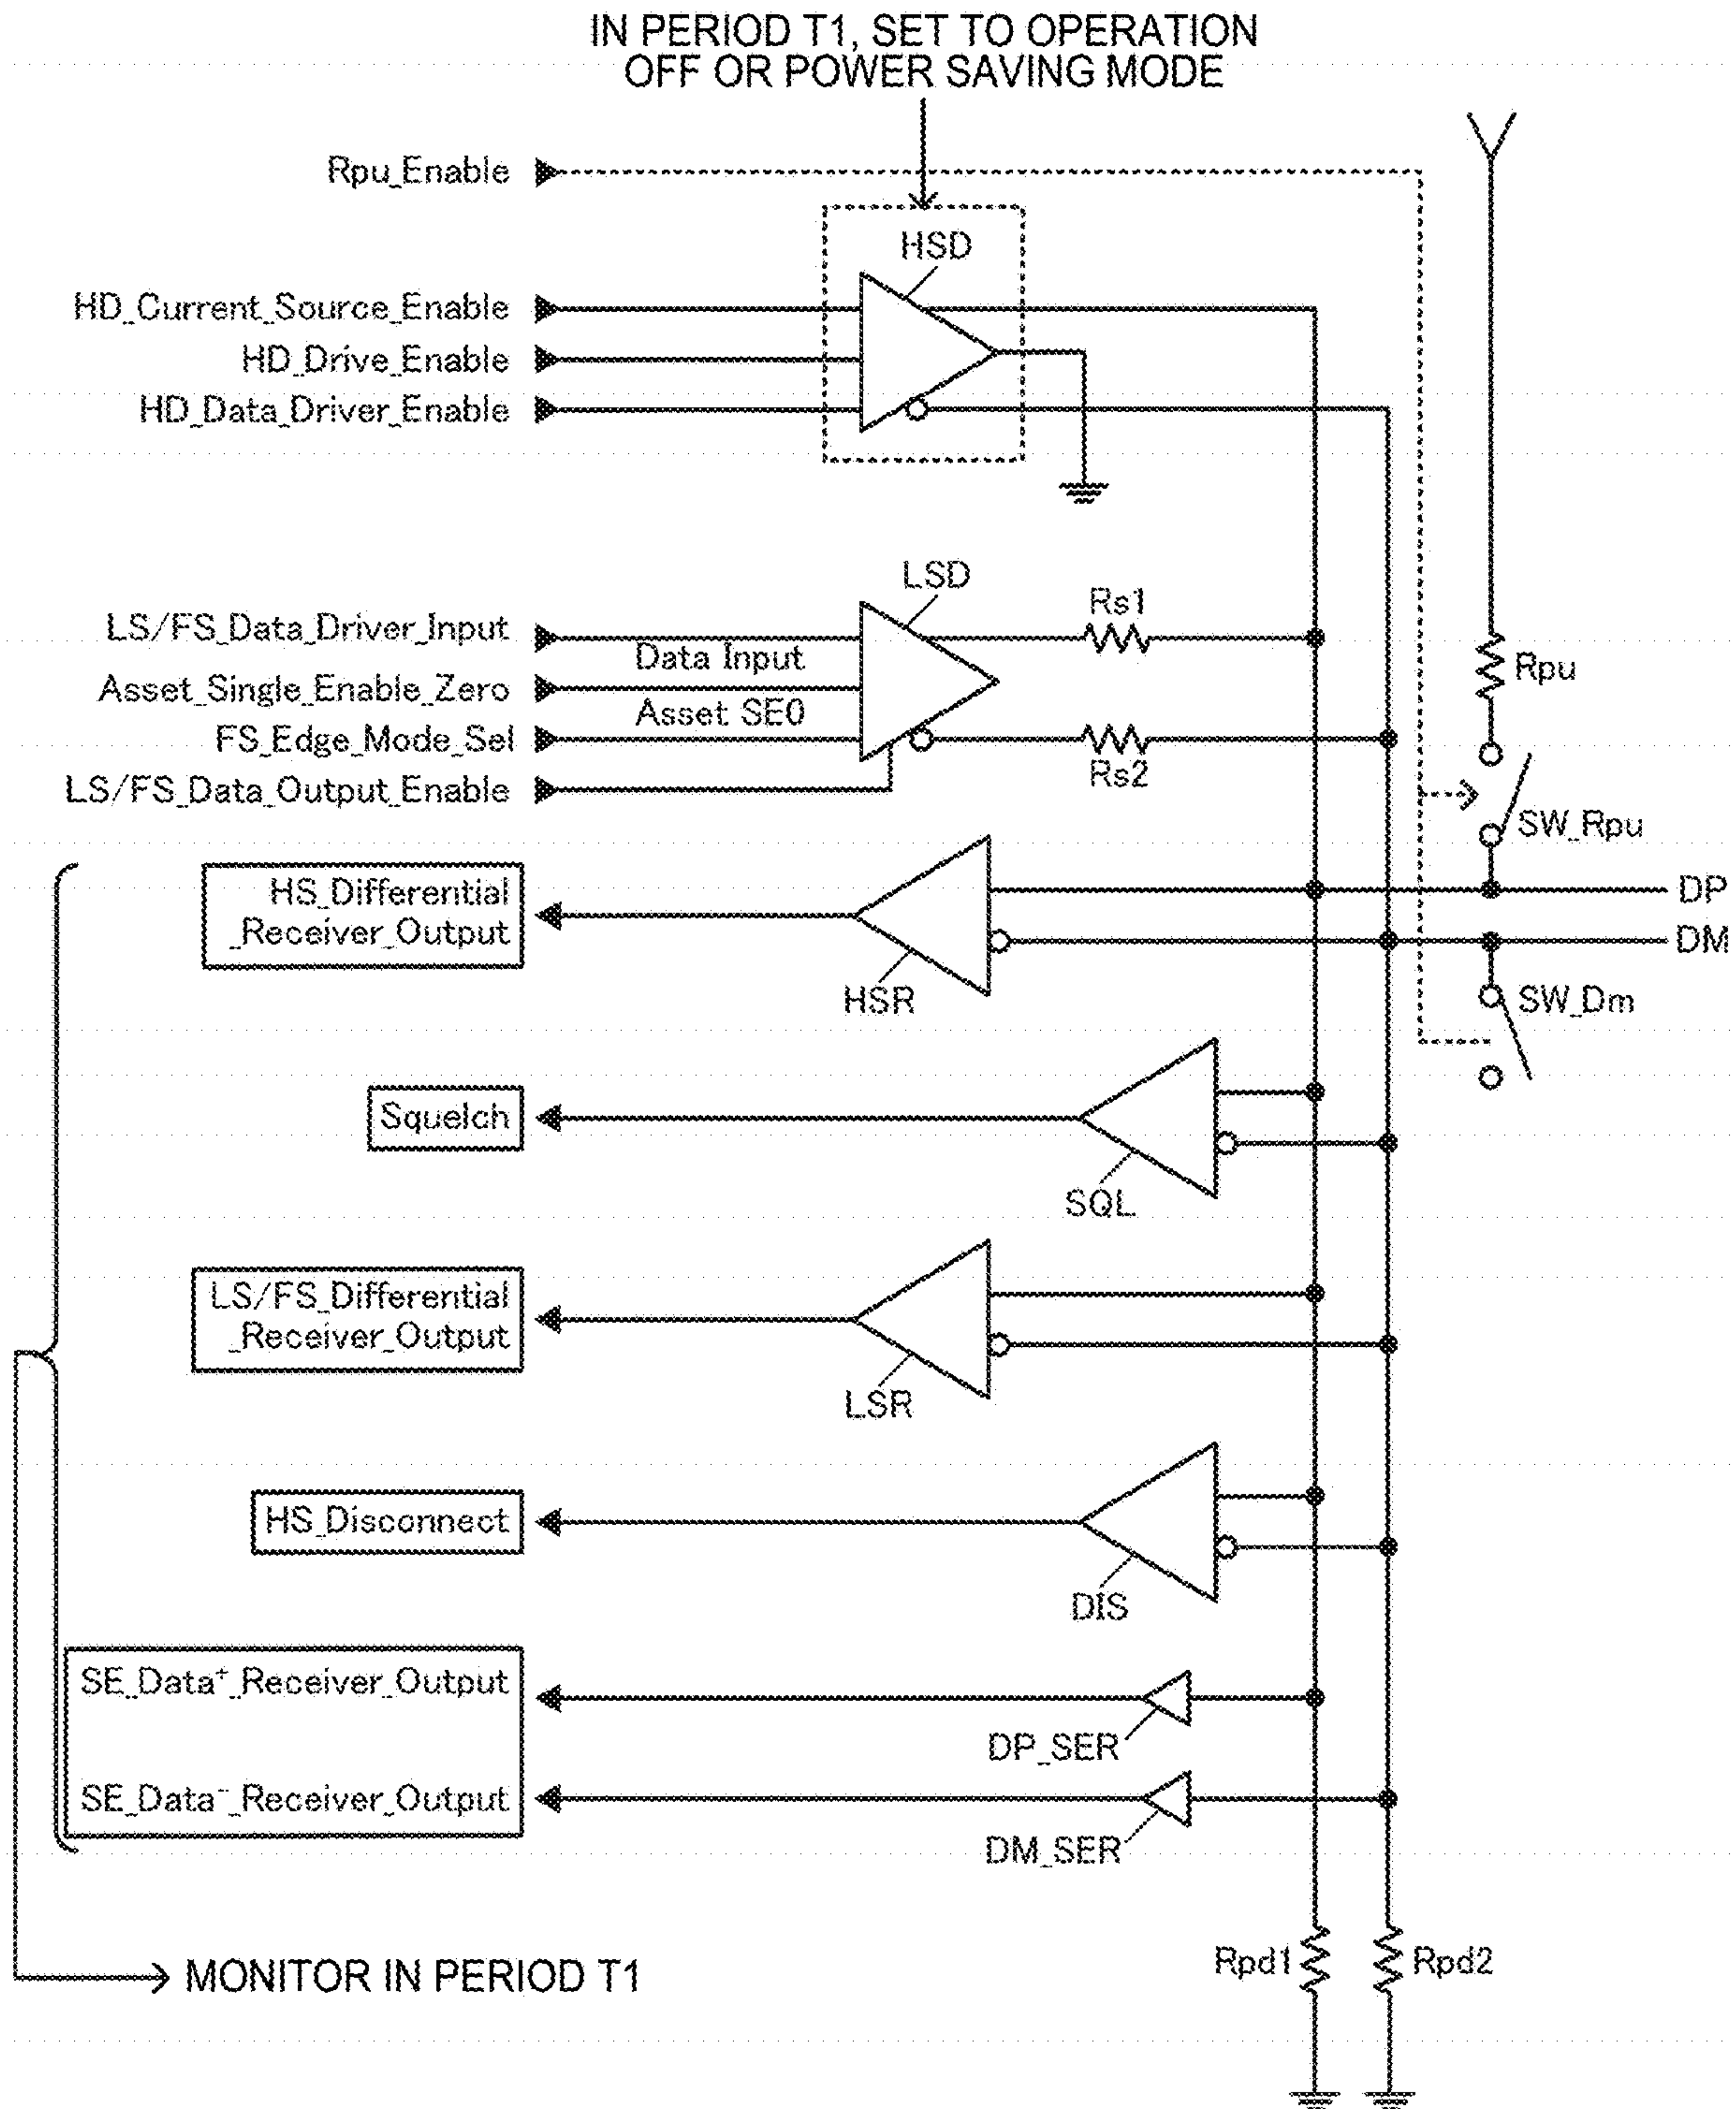 IN PERIOD T1, SET TO OPERATION
OFF OR POWER SAVING MODE
Rpu_Enable
HSD
HD_Current_Source_Enable
HD_Drive_Enable
HD_Data_Driver_Enable
LSD
Rs1
LS/FS_Data_Driver_Input
Data Input
Rpu
Asset_Single_Enable_Zero
Asset SE0
FS_Edge_Mode_Sel
Rs2
LS/FS_Data_Output_Enable
SW_Rpu
HS_Differential
_Receiver_Output
DP
DM
HSR
SW_Dm
Squelch
SQL
LS/FS_Differential
_Receiver_Output
LSR
HS_Disconnect
DIS
SE_Data⁺_Receiver_Output
DP_SER
SE_Data⁻_Receiver_Output
DM_SER
Rpd1
Rpd2
MONITOR IN PERIOD T1